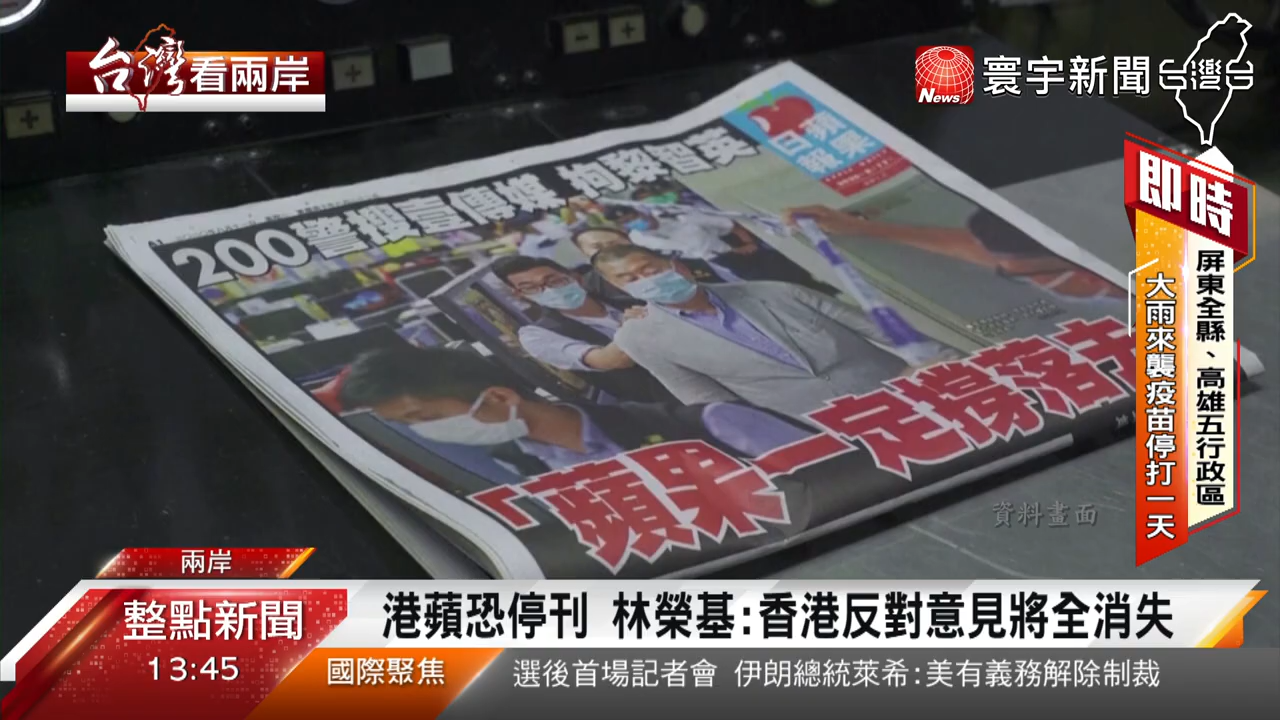 台灣看兩岸
News
寰宇新聞
台灣台
即時
屏東全縣、高雄五行政區
大雨來襲疫苗停打一天
200警搜壹傳媒 拘黎智英
蘋果日報
「蘋果一定撐落去
資料畫面
兩岸
整點新聞
13:45
港蘋恐停刊 林榮基:香港反對意見將全消失
國際聚焦
選後首場記者會 伊朗總統萊希:美有義務解除制裁